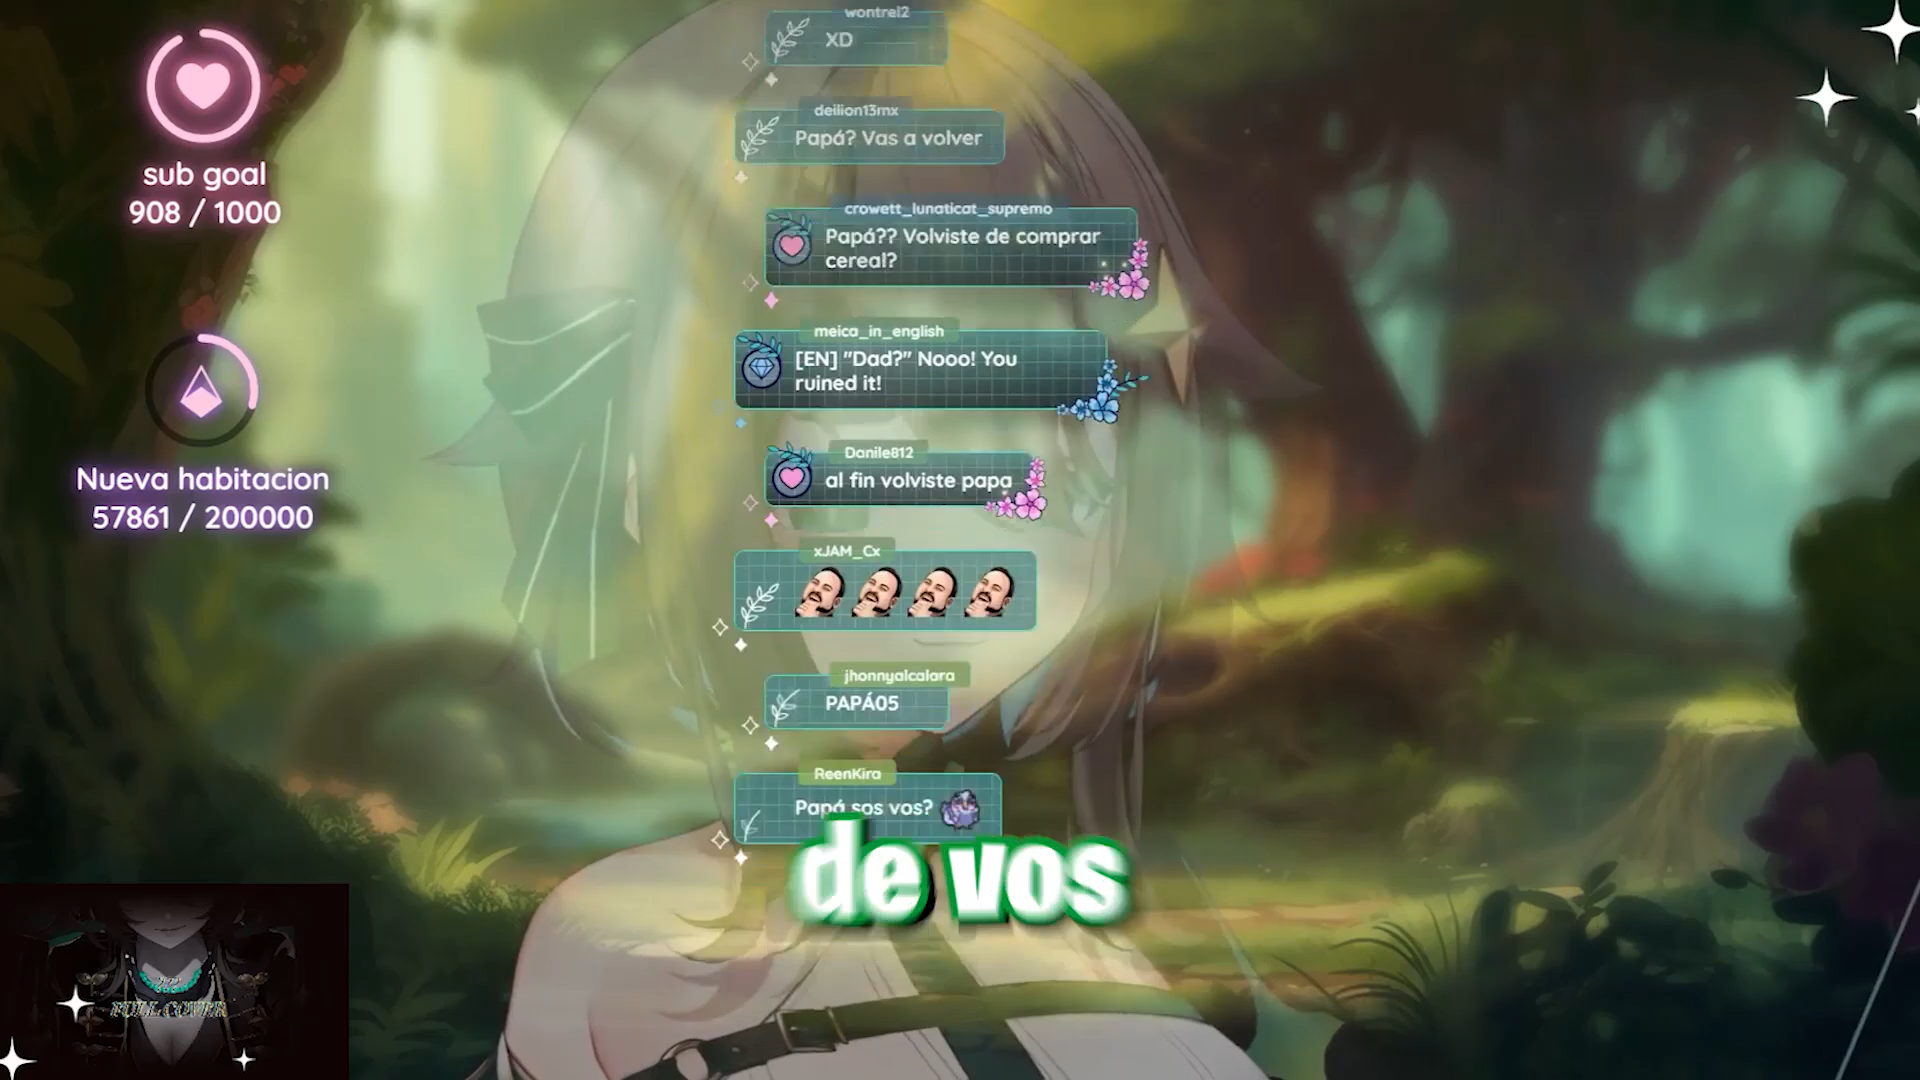 wontrel2
XD
deilion13mx
Papá? Vas a volver
crowett_lunaticat_supremo
Papá?? Volviste de comprar
cereal?
meica_in_english
[EN] "Dad?" Nooo! You
ruined it!
Danile812
al fin volviste papa
xJAM_Cx
jhonnyalcalara
PAPÁ05
ReenKira
Papá sos vos?
de vos
sub goal
908 / 1000
Nueva habitacion
57861 / 200000
FULL COVER